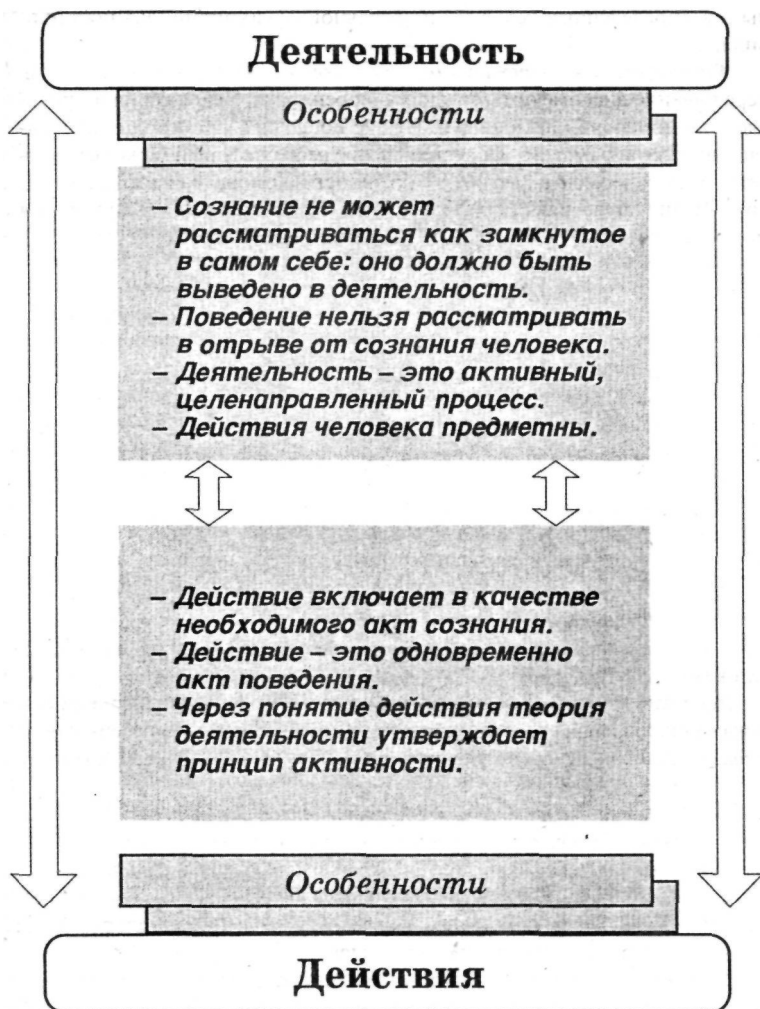 Деятельность
Особенности
– Сознание не может
рассматриваться как замкнутое
в самом себе: оно должно быть
выведено в деятельность.
– Поведение нельзя рассматривать
в отрыве от сознания человека.
– Деятельность – это активный,
целенаправленный процесс.
– Действия человека предметны.
– Действие включает в качестве
необходимого акт сознания.
– Действие – это одновременно
акт поведения.
– Через понятие действия теория
деятельности утверждает
принцип активности.
Особенности
Действия